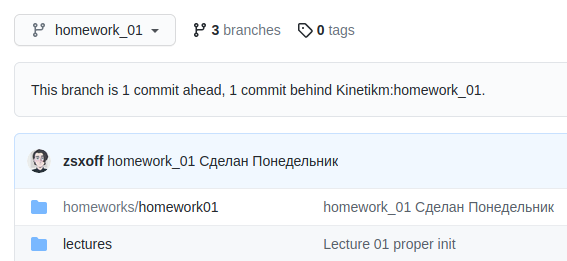 homework_01 3 branches 0 tags
This branch is 1 commit ahead, 1 commit behind Kinetikm:homework_01.
zsxoff homework_01 Сделан Понедельник
homeworks/homework01 homework_01 Сделан Понедельник
lectures Lecture 01 proper init